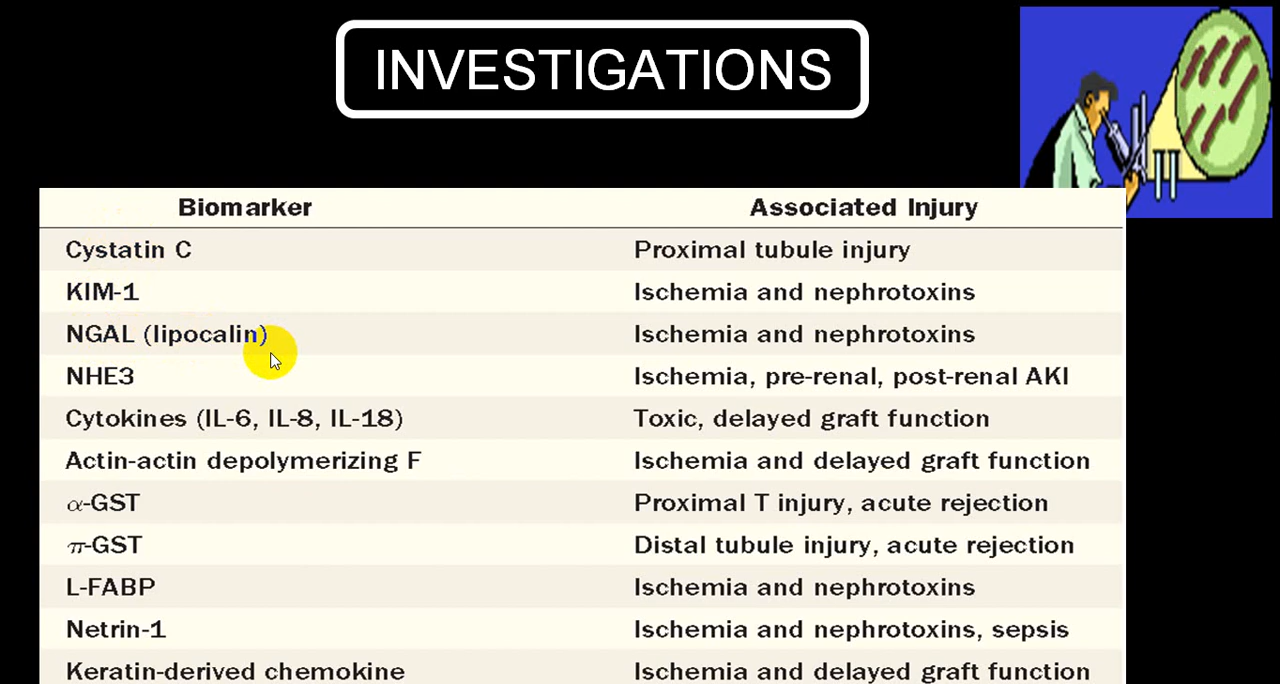 INVESTIGATIONS
Biomarker Associated Injury
Cystatin C Proximal tubule injury
KIM-1 Ischemia and nephrotoxins
NGAL (lipocalin) Ischemia and nephrotoxins
NHE3 Ischemia, pre-renal, post-renal AKI
Cytokines (IL-6, IL-8, IL-18) Toxic, delayed graft function
Actin-actin depolymerizing F Ischemia and delayed graft function
α-GST Proximal T injury, acute rejection
π-GST Distal tubule injury, acute rejection
L-FABP Ischemia and nephrotoxins
Netrin-1 Ischemia and nephrotoxins, sepsis
Keratin-derived chemokine Ischemia and delayed graft function